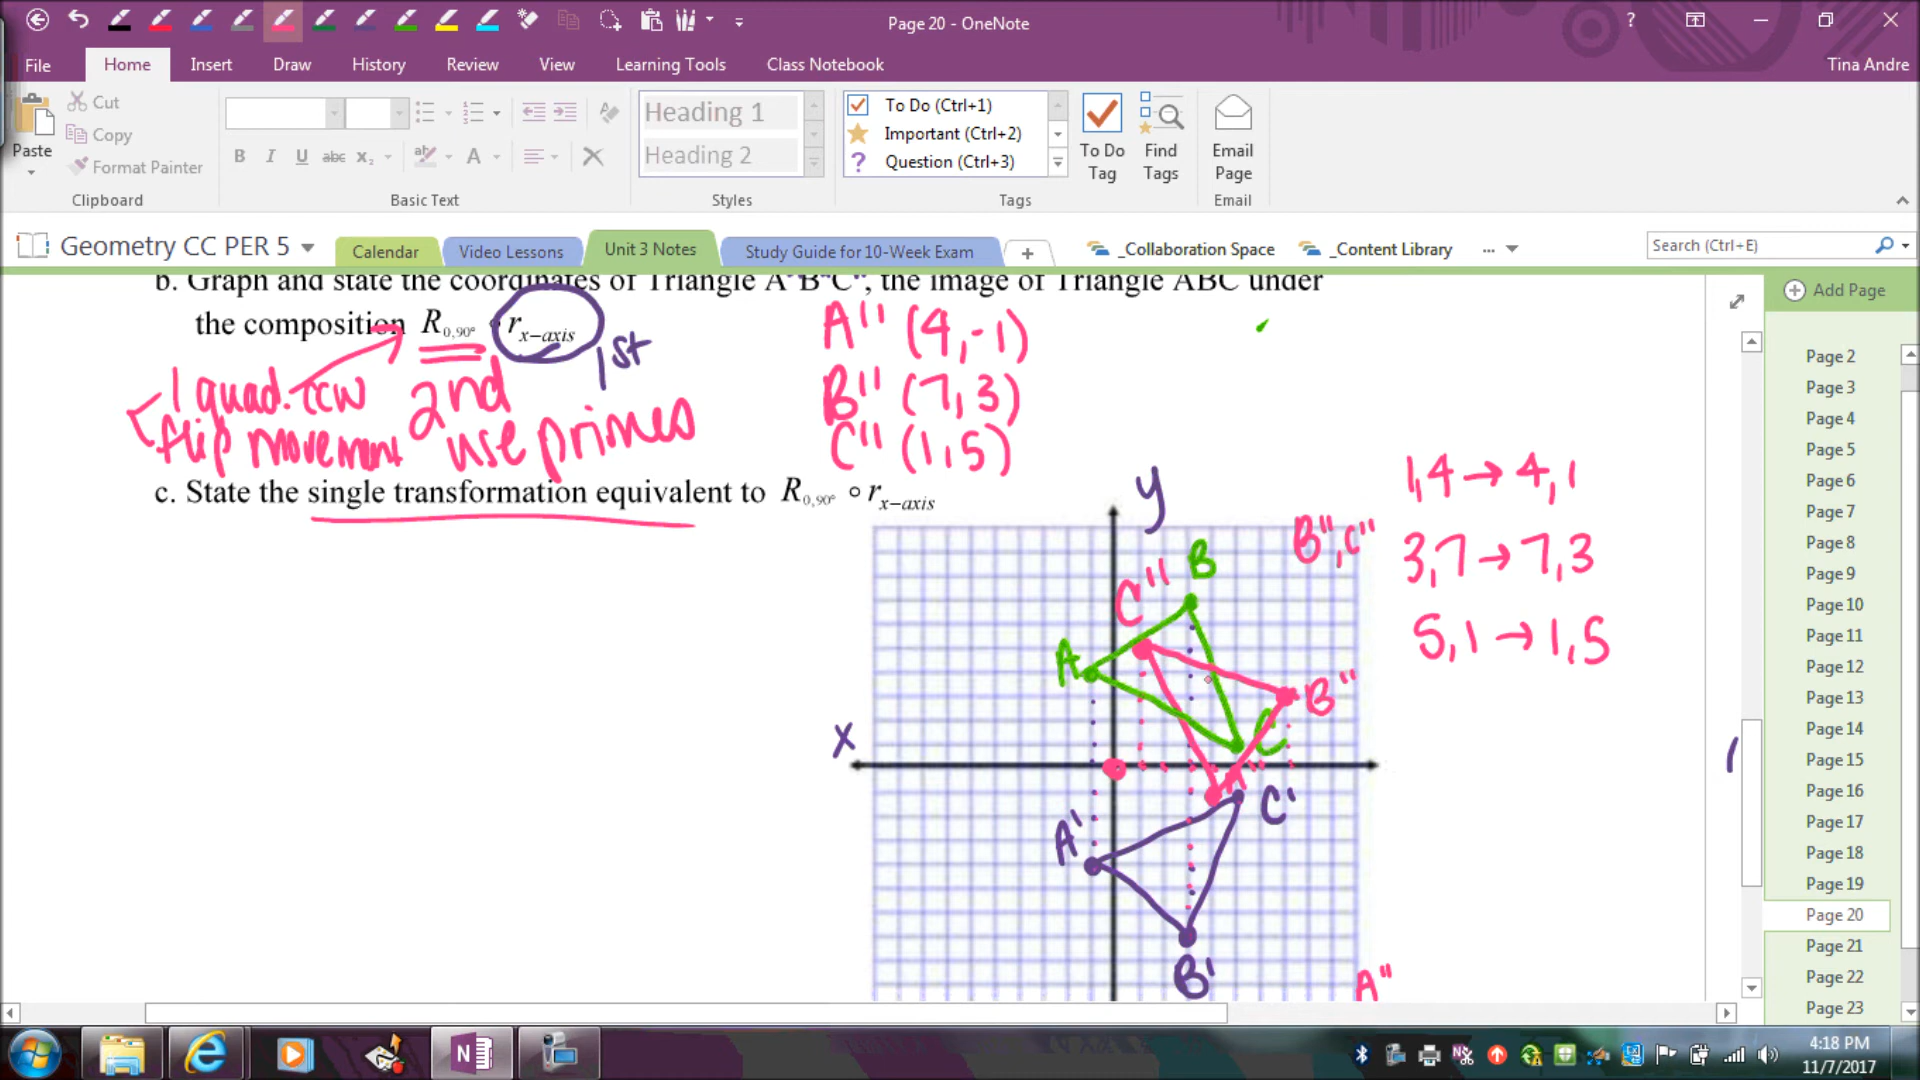 Page 20 - OneNote
?
File Home Insert Draw History Review View Learning Tools Class Notebook
Tina Andre
Cut
Copy
Format Painter
Paste
Clipboard
B I U abc x₂ ab A
Basic Text
Heading 1
Heading 2
Styles
To Do (Ctrl+1)
Important (Ctrl+2)
? Question (Ctrl+3)
Tags
To Do Tag
Find Tags
Email Page
Email
Geometry CC PER 5
Calendar Video Lessons Unit 3 Notes Study Guide for 10-Week Exam +
_Collaboration Space _Content Library ...
Search (Ctrl+E)
Add Page
b. Graph and state the coordinates of Triangle A"B"C", the image of Triangle ABC under
the composition R0,90° ∘ rx−axis
1st
1 quad. CCW 2nd
flip movement use primes
A'' (4,-1)
B'' (7,3)
C'' (1,5)
c. State the single transformation equivalent to R0,90° ∘ rx−axis
1,4 → 4,1
3,7 → 7,3
5,1 → 1,5
y
B'', C''
B
C''
A
B''
C
x
C'
A'
B'
A''
Page 2
Page 3
Page 4
Page 5
Page 6
Page 7
Page 8
Page 9
Page 10
Page 11
Page 12
Page 13
Page 14
Page 15
Page 16
Page 17
Page 18
Page 19
Page 20
Page 21
Page 22
Page 23
4:18 PM
11/7/2017